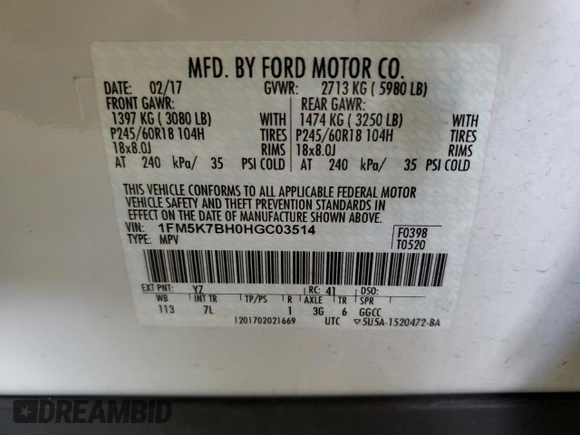 MFD. BY FORD MOTOR CO.
DATE: 02/17 GVWR: 2713 KG ( 5980 LB)
FRONT GAWR: REAR GAWR:
1397 KG ( 3080 LB) WITH 1474 KG ( 3250 LB) WITH
P245/60R18 104H TIRES P245/60R18 104H TIRES
18x8.0J RIMS 18x8.0J RIMS
AT 240 kPa/ 35 PSI COLD AT 240 kPa/ 35 PSI COLD
THIS VEHICLE CONFORMS TO ALL APPLICABLE FEDERAL MOTOR
VEHICLE SAFETY AND THEFT PREVENTION STANDARDS IN
EFFECT ON THE DATE OF MANUFACTURE SHOWN ABOVE.
VIN: 1FM5K7BH0HGC03514 F0398
TYPE: MPV T0520
EXT PNT: YZ RC: 41 DSO:
WB INT TR TP/PS R AXLE TR SPR
113 7L 1 3G 6 GGCC
1201702021669 UTC ▽5U5A-1520472-BA
DREAMBID